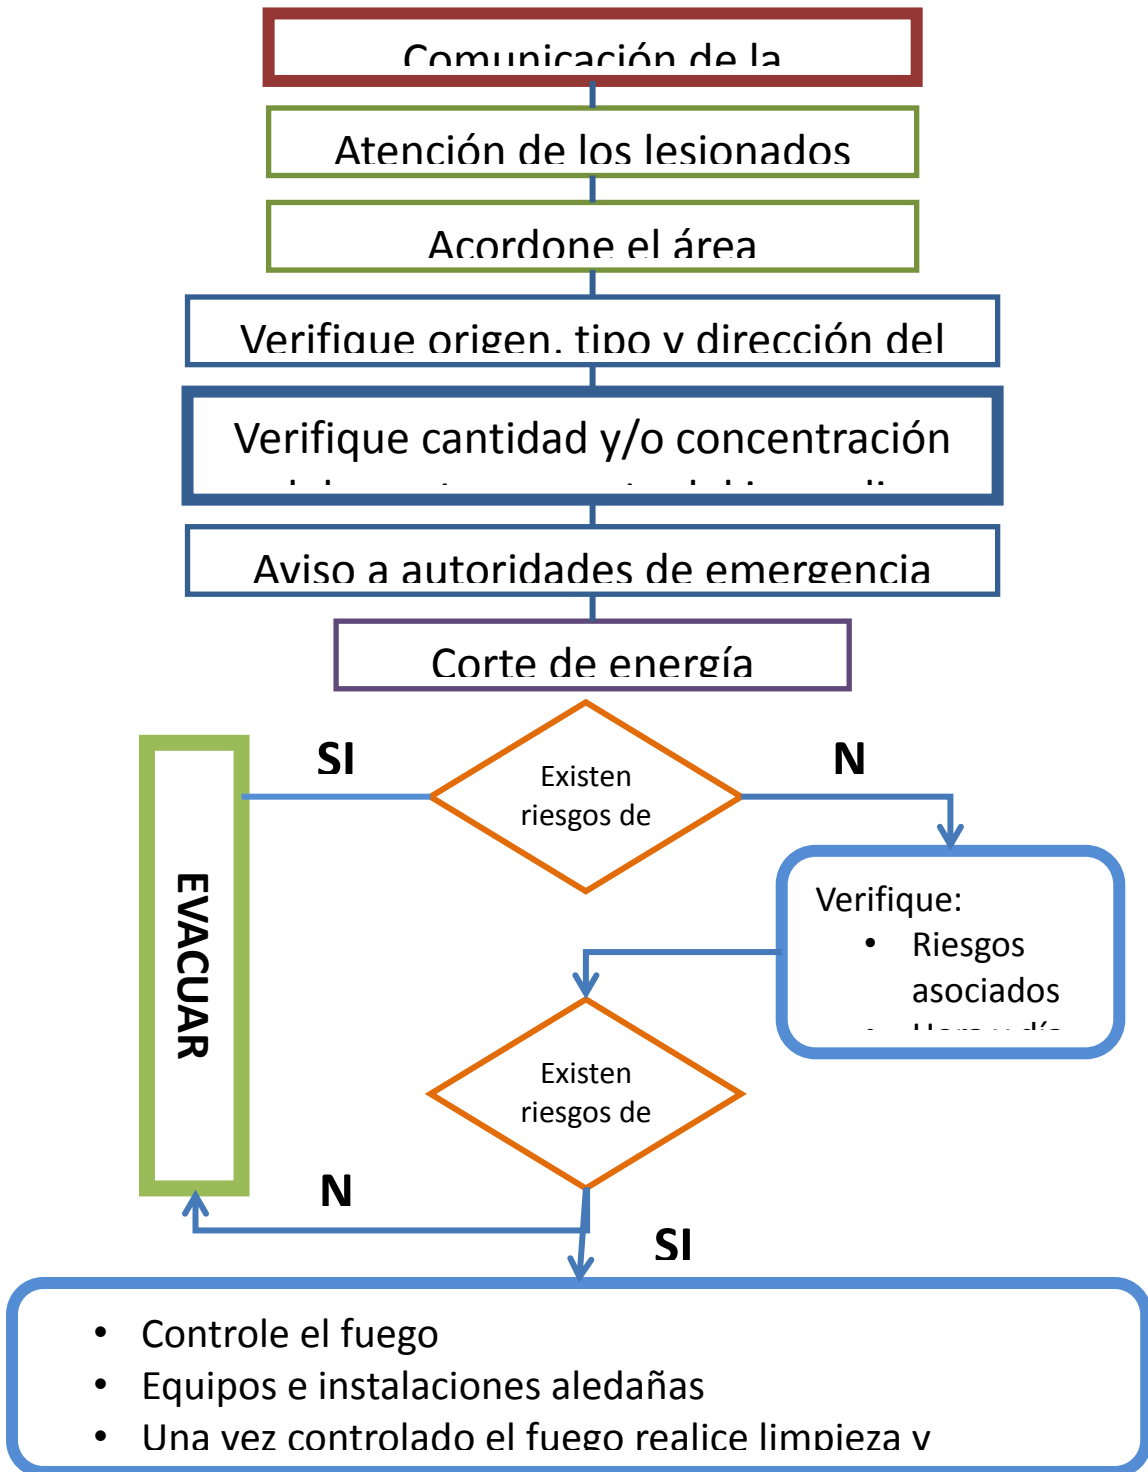 Comunicación de la
Atención de los lesionados
Acordone el área
Verifique origen, tipo y dirección del
Verifique cantidad y/o concentración
Aviso a autoridades de emergencia
Corte de energía
SI
N
Existen
riesgos de
EVACUAR
Verifique:
• Riesgos
asociados
• Hora y día
Existen
riesgos de
N
SI
• Controle el fuego
• Equipos e instalaciones aledañas
• Una vez controlado el fuego realice limpieza y